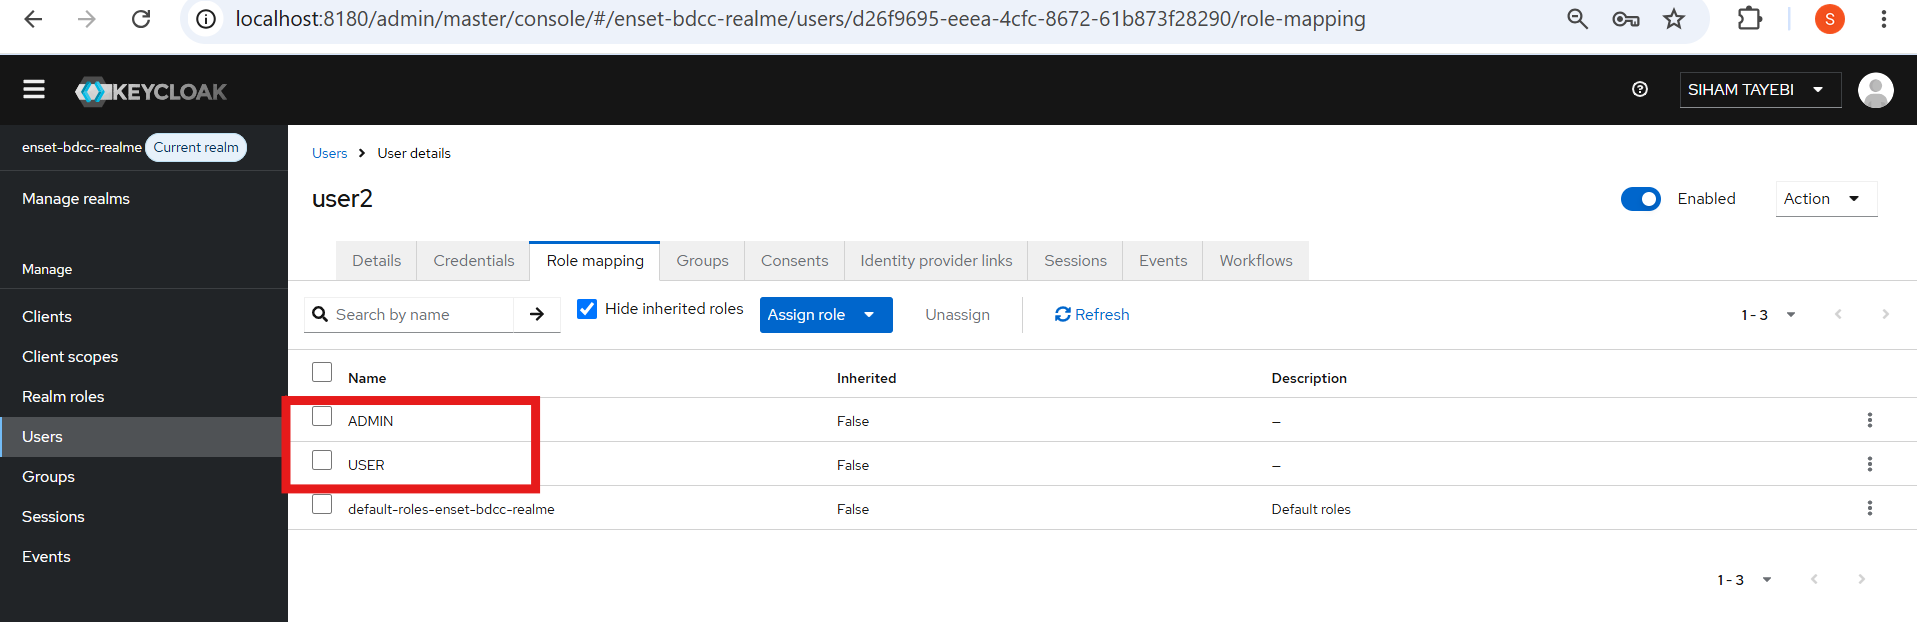 localhost:8180/admin/master/console/#/enset-bdcc-realme/users/d26f9695-eeea-4cfc-8672-61b873f28290/role-mapping
S
KEYCLOAK
SIHAM TAYEBI
enset-bdcc-realme Current realm
Manage realms
Manage
Clients
Client scopes
Realm roles
Users
Groups
Sessions
Events
Users > User details
user2
Enabled
Action
Details Credentials Role mapping Groups Consents Identity provider links Sessions Events Workflows
Search by name
Hide inherited roles
Assign role
Unassign
Refresh
1 - 3
Name Inherited Description
ADMIN False –
USER False –
default-roles-enset-bdcc-realme False Default roles
1 - 3